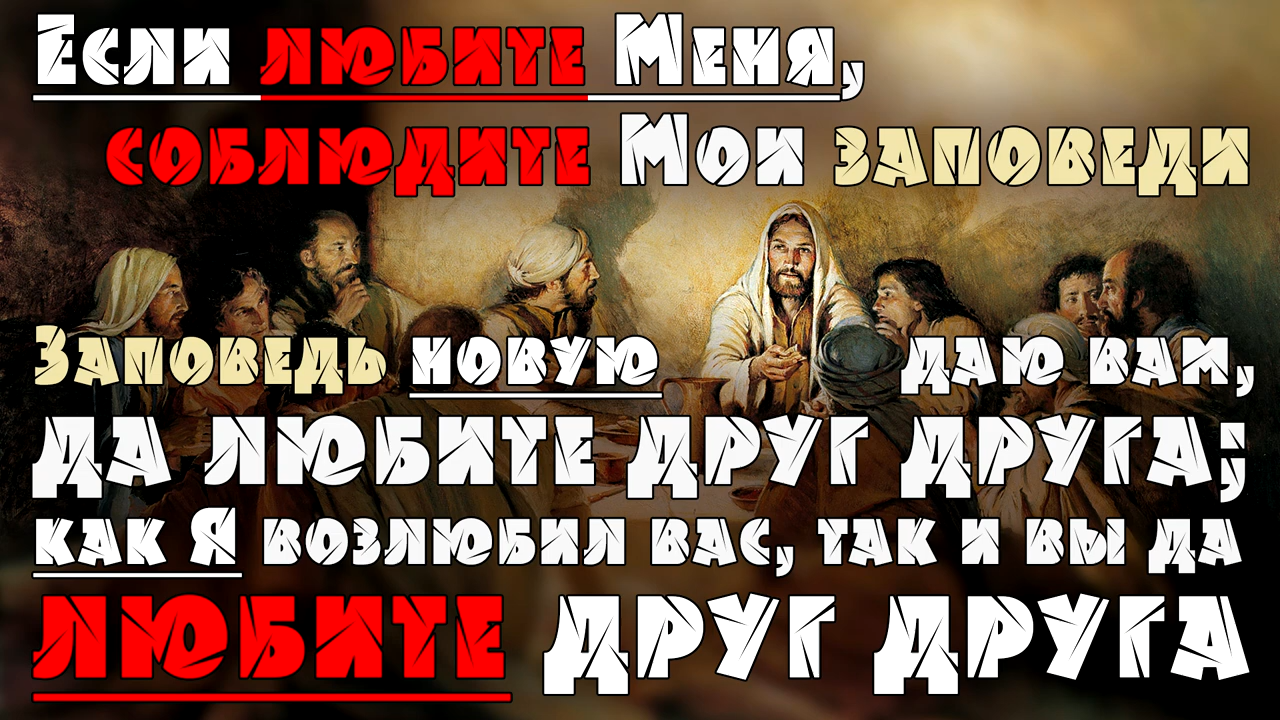 Если любите Меня,
соблюдите Мои заповеди
Заповедь новую даю вам,
ДА ЛЮБИТЕ ДРУГ ДРУГА;
как Я возлюбил вас, так и вы да
ЛЮБИТЕ ДРУГ ДРУГА